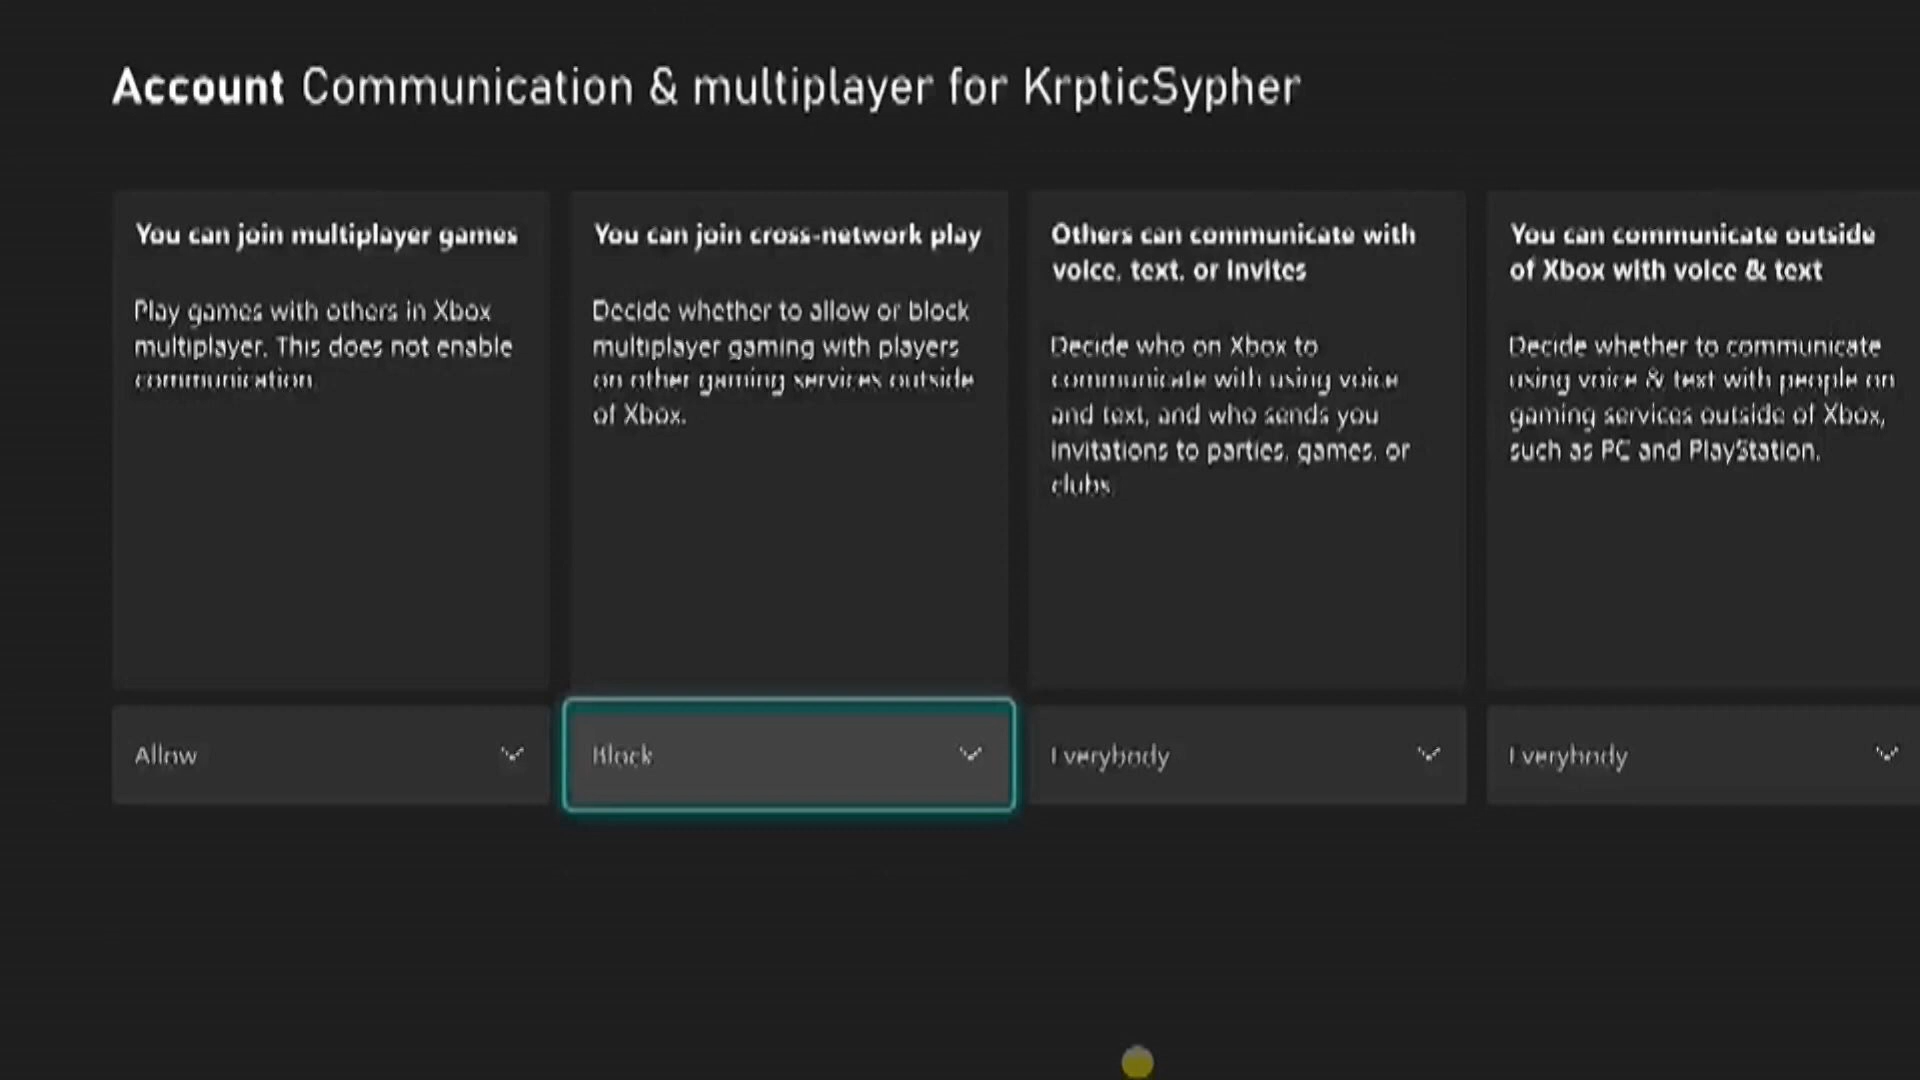 Account Communication & multiplayer for KrpticSypher
You can join multiplayer games
Play games with others in Xbox
multiplayer. This does not enable
communication.
Allow
You can join cross-network play
Decide whether to allow or block
multiplayer gaming with players
on other gaming services outside
of Xbox.
Block
Others can communicate with
voice, text, or invites
Decide who on Xbox to
communicate with using voice
and text, and who sends you
invitations to parties, games, or
clubs.
Everybody
You can communicate outside
of Xbox with voice & text
Decide whether to communicate
using voice & text with people on
gaming services outside of Xbox,
such as PC and PlayStation.
Everybody